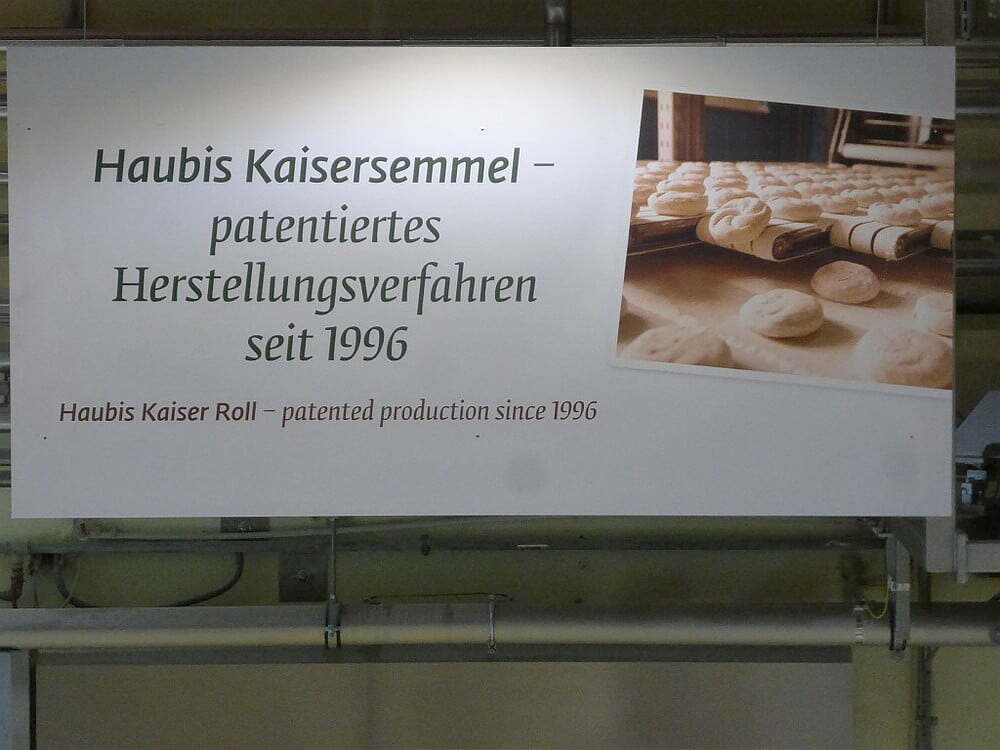 Haubis Kaisersemmel –
patentiertes
Herstellungsverfahren
seit 1996
Haubis Kaiser Roll – patented production since 1996